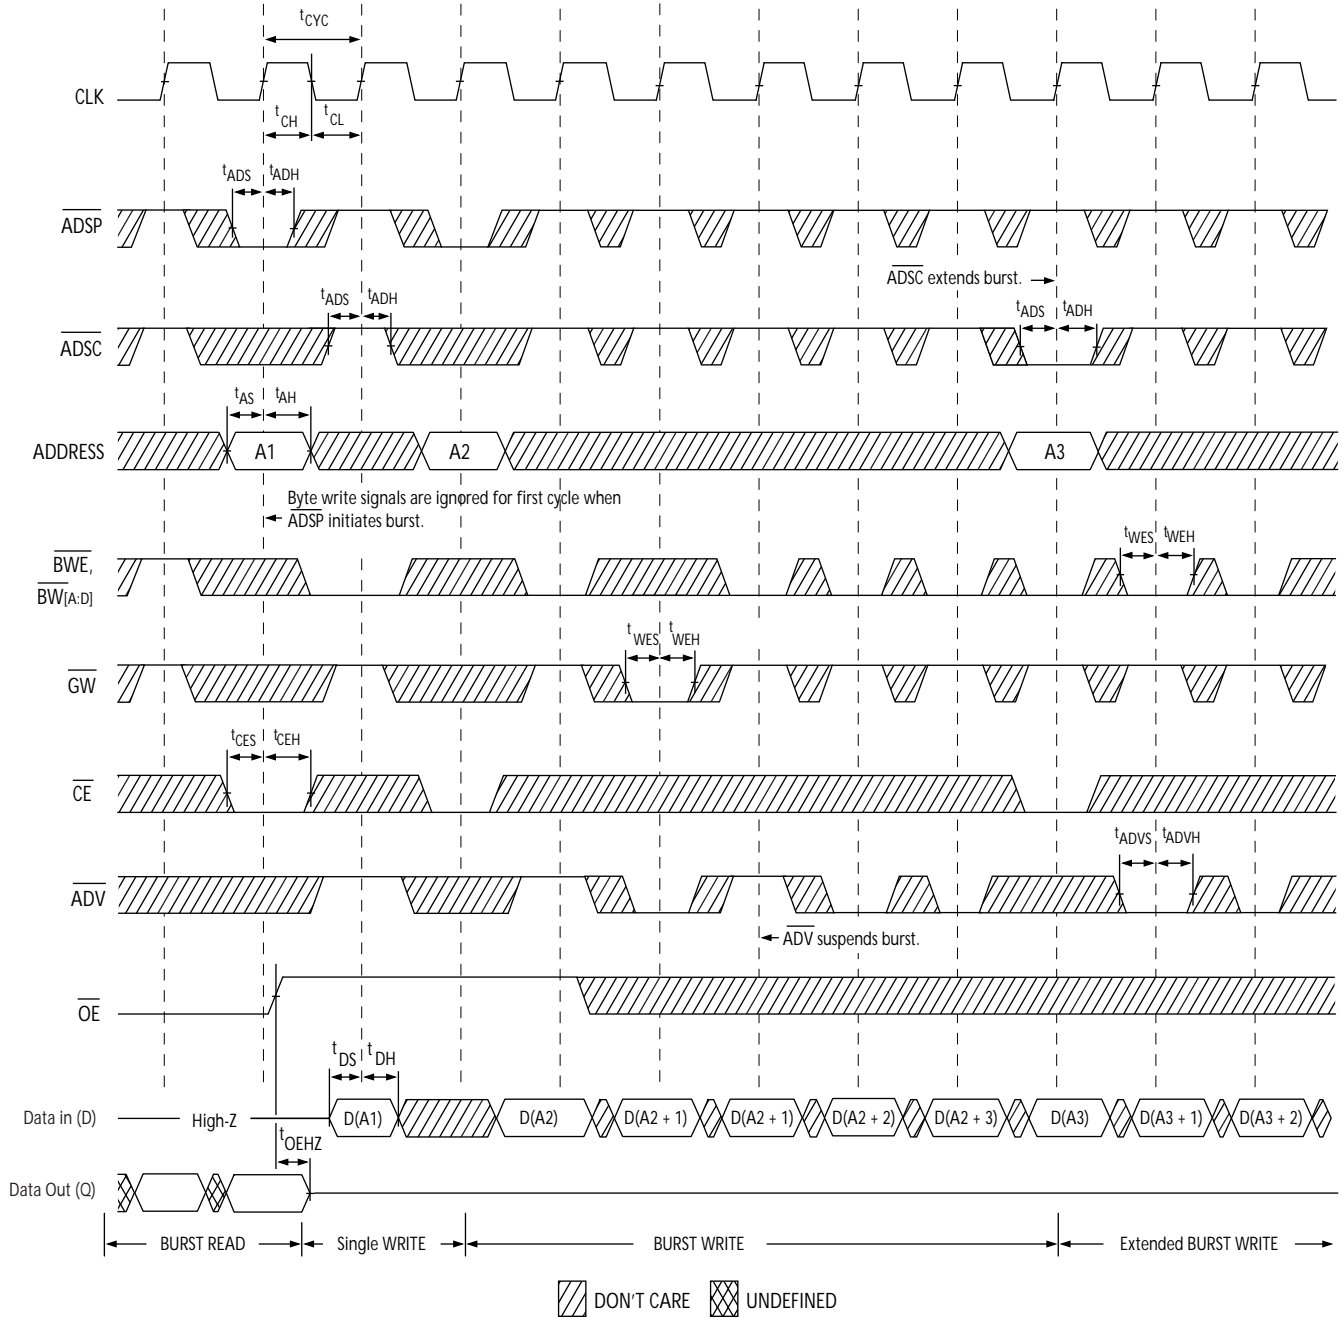 tCYC
CLK
tCH
tCL
tADS
tADH
ADSP
ADSC extends burst.
tADS
tADH
tADS
tADH
ADSC
tAS
tAH
ADDRESS
A1
A2
A3
Byte write signals are ignored for first cycle when
ADSP initiates burst.
tWES
tWEH
BWE,
BW[A:D]
tWES
tWEH
GW
tCES
tCEH
CE
tADVS
tADVH
ADV
ADV suspends burst.
OE
tDS
tDH
Data in (D)
High-Z
D(A1)
D(A2)
D(A2 + 1)
D(A2 + 1)
D(A2 + 2)
D(A2 + 3)
D(A3)
D(A3 + 1)
D(A3 + 2)
tOEHZ
Data Out (Q)
BURST READ
Single WRITE
BURST WRITE
Extended BURST WRITE
DON'T CARE
UNDEFINED